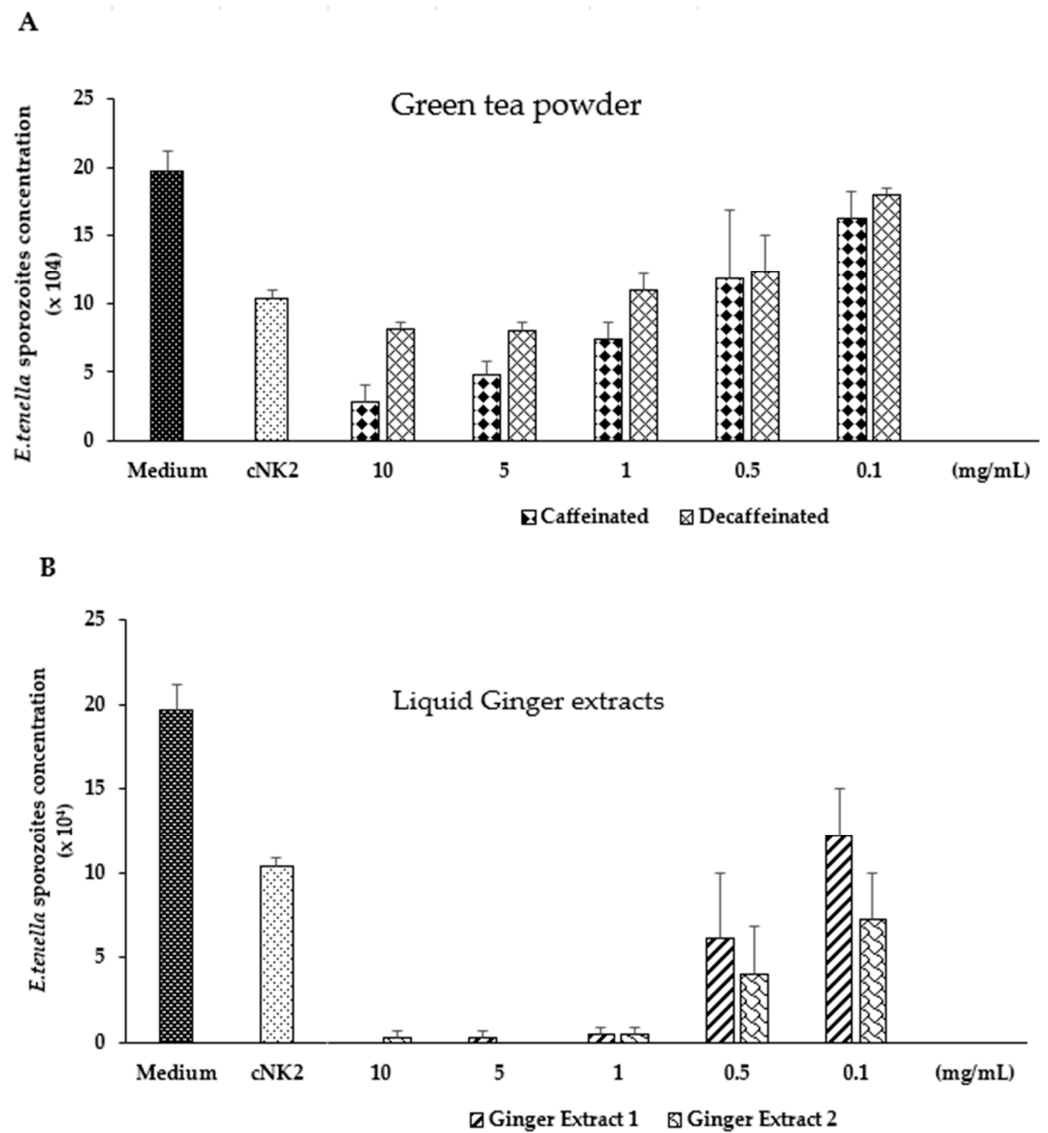 A
Green tea powder
E.tenella sporozoites concentration
(x 104)
25
20
15
10
5
0
Medium cNK2 10 5 1 0.5 0.1 (mg/mL)
Caffeinated Decaffeinated
B
Liquid Ginger extracts
E.tenella sporozoites concentration
(x 10⁴)
25
20
15
10
5
0
Medium cNK2 10 5 1 0.5 0.1 (mg/mL)
Ginger Extract 1 Ginger Extract 2